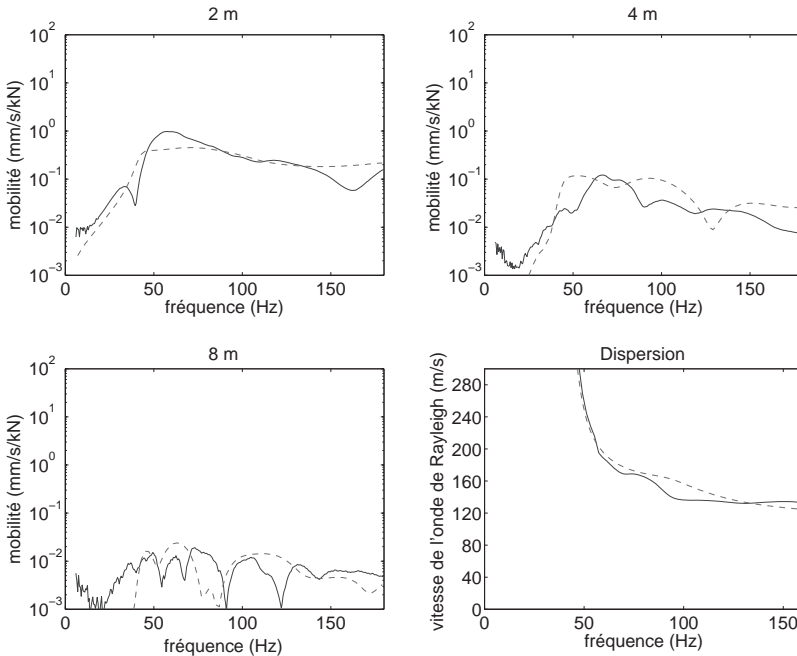 2 m
10^2
10^1
10^0
10^-1
10^-2
10^-3
mobilité (mm/s/kN)
0 50 100 150
fréquence (Hz)
4 m
10^2
10^1
10^0
10^-1
10^-2
10^-3
mobilité (mm/s/kN)
0 50 100 150
fréquence (Hz)
8 m
10^2
10^1
10^0
10^-1
10^-2
10^-3
mobilité (mm/s/kN)
0 50 100 150
fréquence (Hz)
Dispersion
280
240
200
160
120
80
40
0
vitesse de l'onde de Rayleigh (m/s)
0 50 100 150
fréquence (Hz)